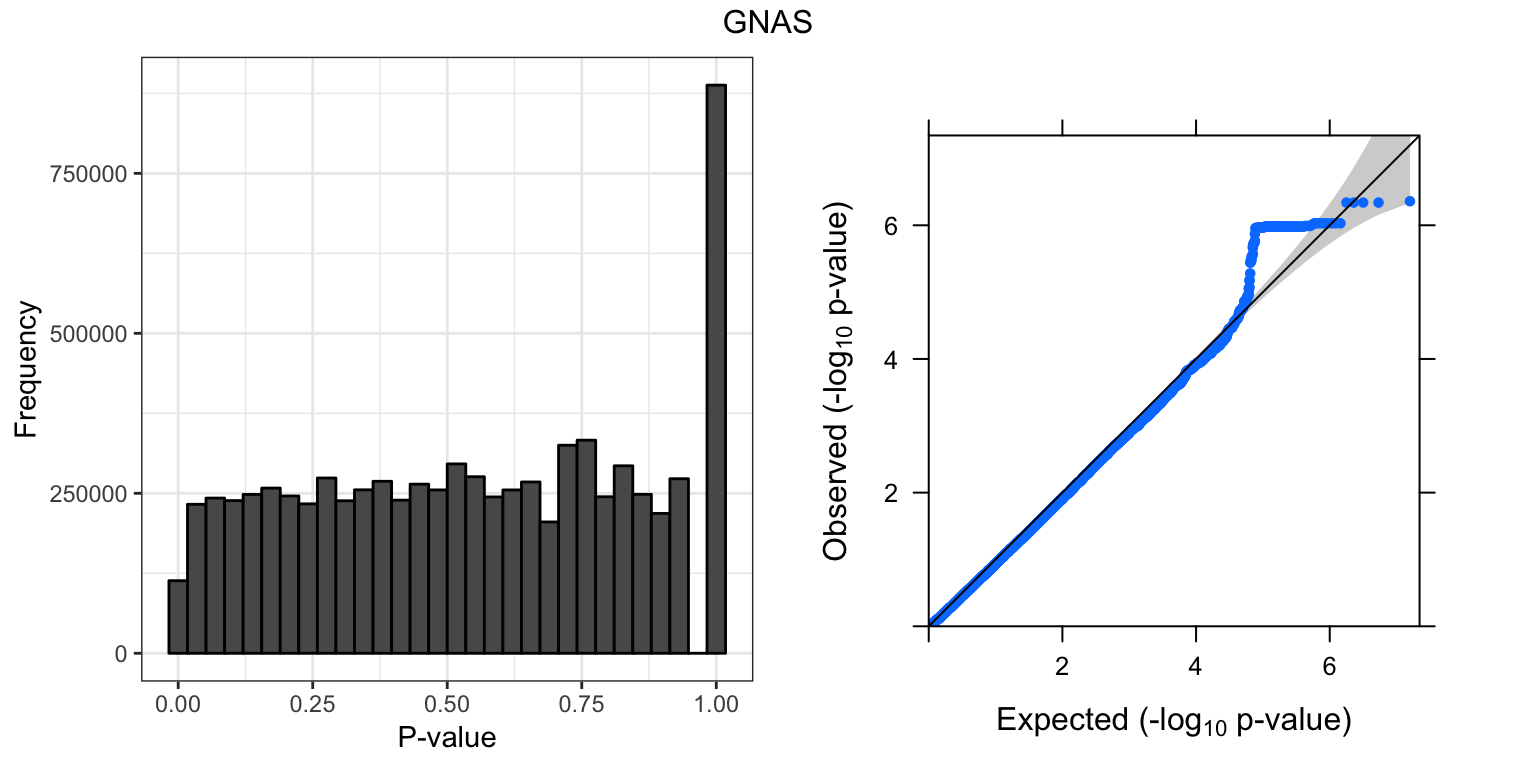 GNAS
Frequency
750000
500000
250000
0
0.00 0.25 0.50 0.75 1.00
P-value
Observed (-log10 p-value)
6
4
2
2 4 6
Expected (-log10 p-value)